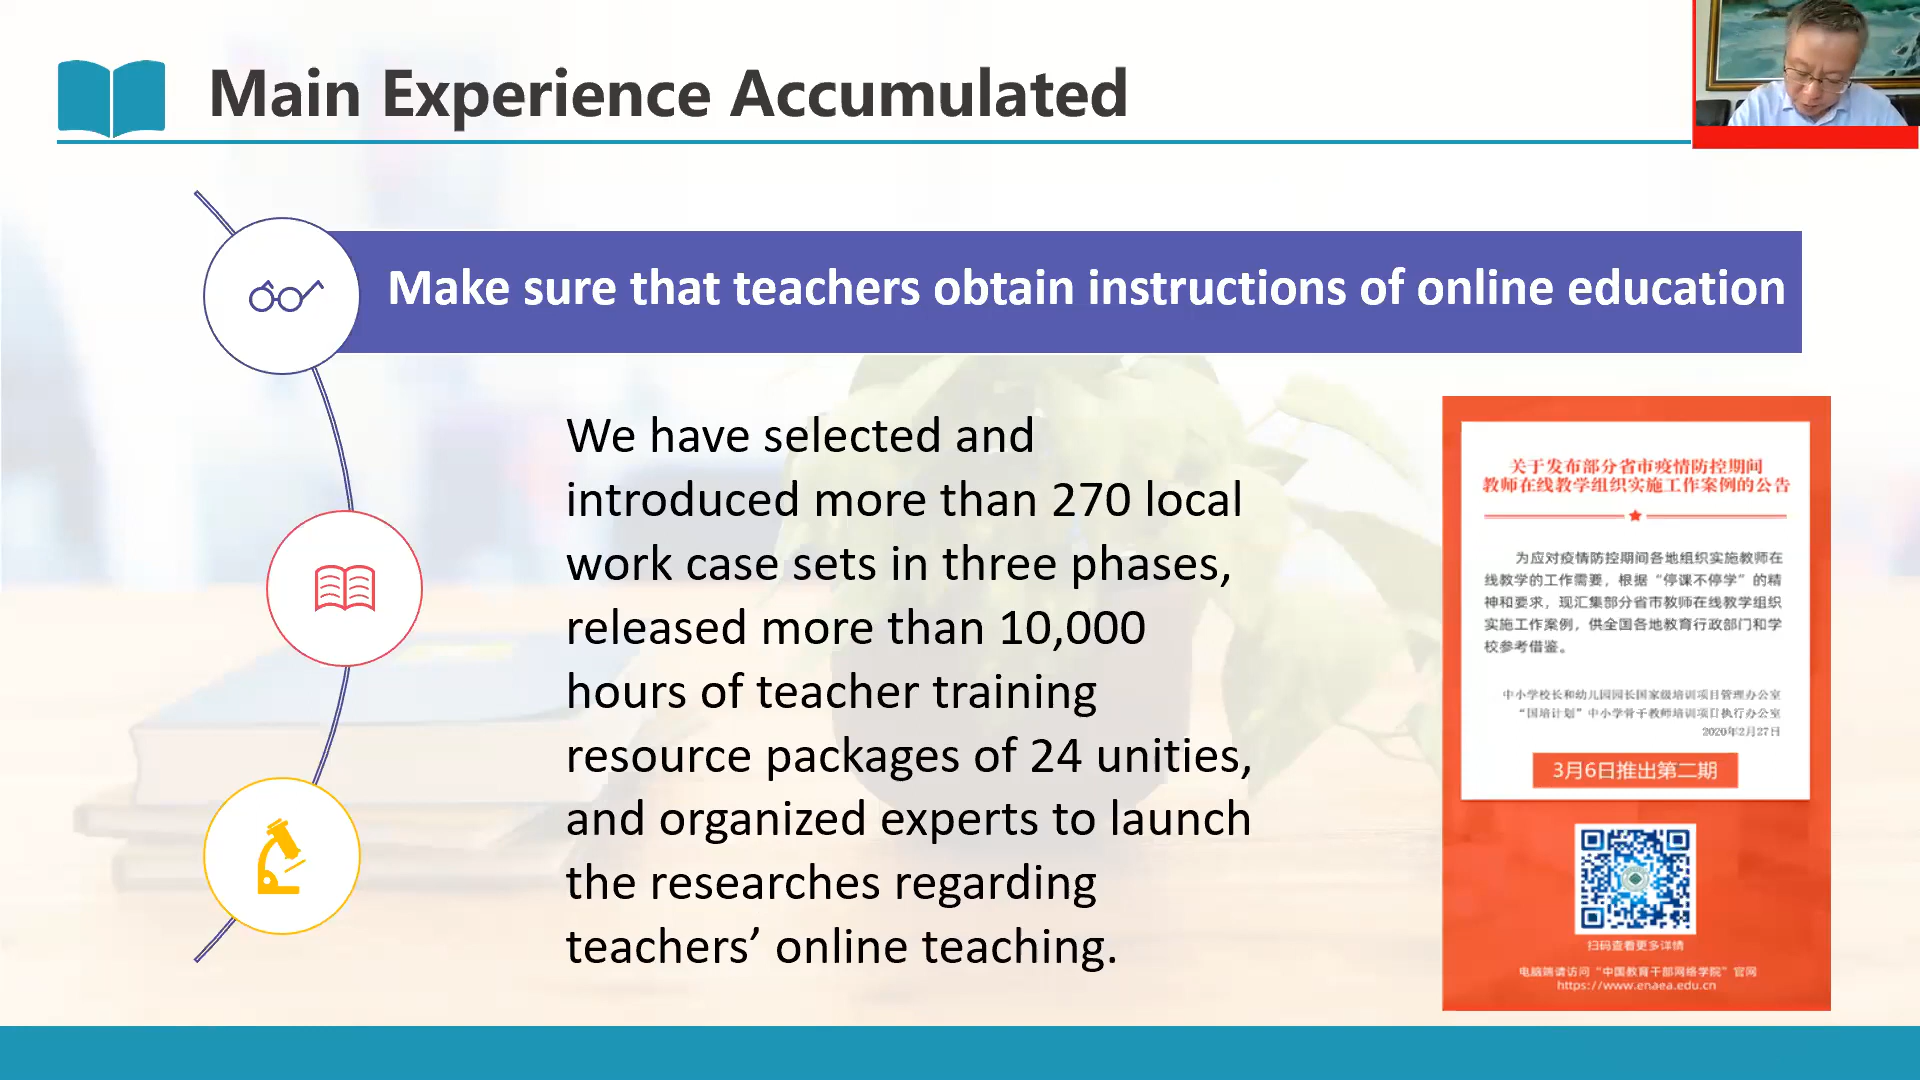 Main Experience Accumulated
Make sure that teachers obtain instructions of online education
We have selected and
introduced more than 270 local
work case sets in three phases,
released more than 10,000
hours of teacher training
resource packages of 24 unities,
and organized experts to launch
the researches regarding
teachers’ online teaching.
关于发布部分省市疫情防控期间
教师在线教学组织实施工作案例的公告
为应对疫情防控期间各地组织实施教师在
线教学的工作需要，根据“停课不停学”的精
神和要求，现汇集部分省市教师在线教学组织
实施工作案例，供全国各地教育行政部门和学
校参考借鉴。
中小学校长和幼儿园园长国家级培训项目管理办公室
“国培计划”中小学骨干教师培训项目执行办公室
2020年2月27日
3月6日推出第二期
扫码查看更多详情
电脑端请访问“中国教育干部网络学院”官网
https://www.enaea.edu.cn